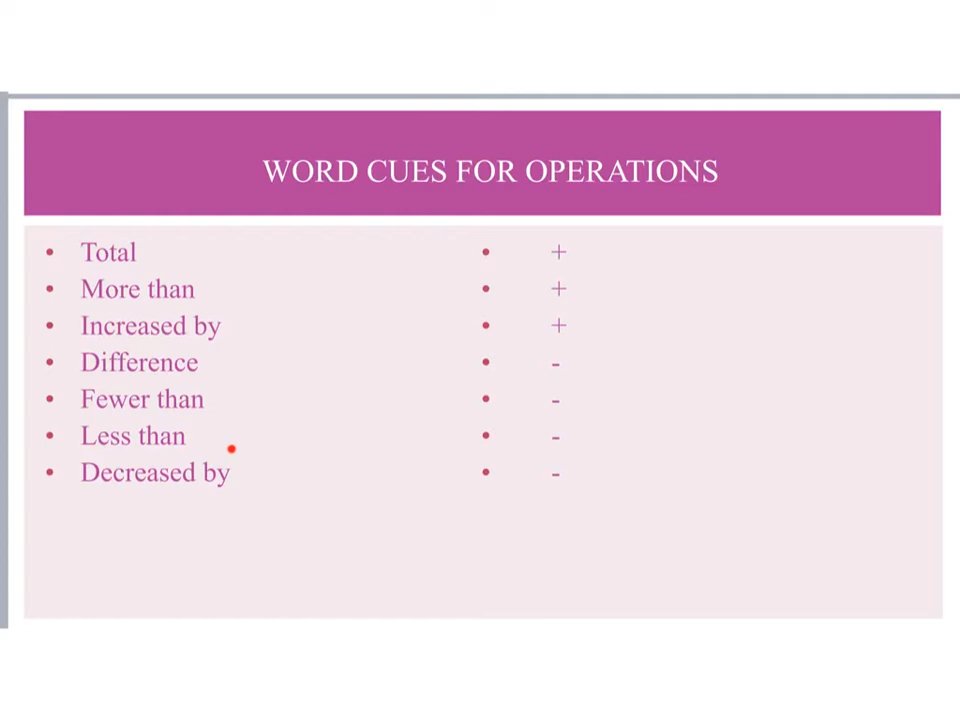 WORD CUES FOR OPERATIONS
• Total • +
• More than • +
• Increased by • +
• Difference • -
• Fewer than • -
• Less than • -
• Decreased by • -